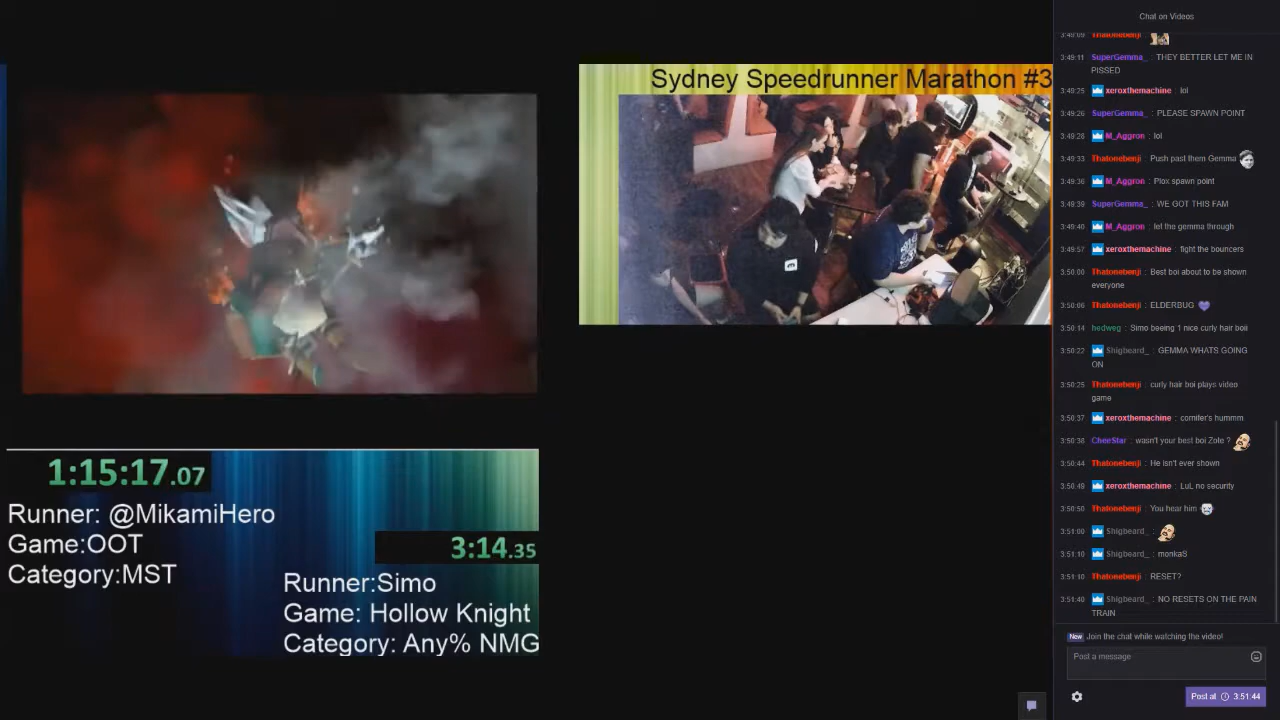 Sydney Speedrunner Marathon #3
1:15:17.07
Runner: @MikamiHero
Game:OOT
Category:MST
3:14.35
Runner:Simo
Game: Hollow Knight
Category: Any% NMG
Chat on Videos
3:49:09 Thatonebenji :
3:49:11 SuperGemma_ : THEY BETTER LET ME IN
PISSED
3:49:25 xeroxthemachine : lol
3:49:26 SuperGemma_ : PLEASE SPAWN POINT
3:49:28 M_Aggron : lol
3:49:33 Thatonebenji : Push past them Gemma
3:49:36 M_Aggron : Plox spawn point
3:49:39 SuperGemma_ : WE GOT THIS FAM
3:49:40 M_Aggron : let the gemma through
3:49:57 xeroxthemachine : fight the bouncers
3:50:00 Thatonebenji : Best boi about to be shown
everyone
3:50:06 Thatonebenji : ELDERBUG
3:50:14 hedweg : Simo beeing 1 nice curly hair boii
3:50:22 Shigbeard_ : GEMMA WHATS GOING
ON
3:50:25 Thatonebenji : curly hair boi plays video
game
3:50:37 xeroxthemachine : cornifer's hummm
3:50:38 CheerStar : wasn't your best boi Zote ?
3:50:44 Thatonebenji : He isn't ever shown
3:50:49 xeroxthemachine : LuL no security
3:50:50 Thatonebenji : You hear him
3:51:00 Shigbeard_ :
3:51:10 Shigbeard_ : monkaS
3:51:10 Thatonebenji : RESET?
3:51:40 Shigbeard_ : NO RESETS ON THE PAIN
TRAIN
New Join the chat while watching the video!
Post a message
Post at 3:51:44